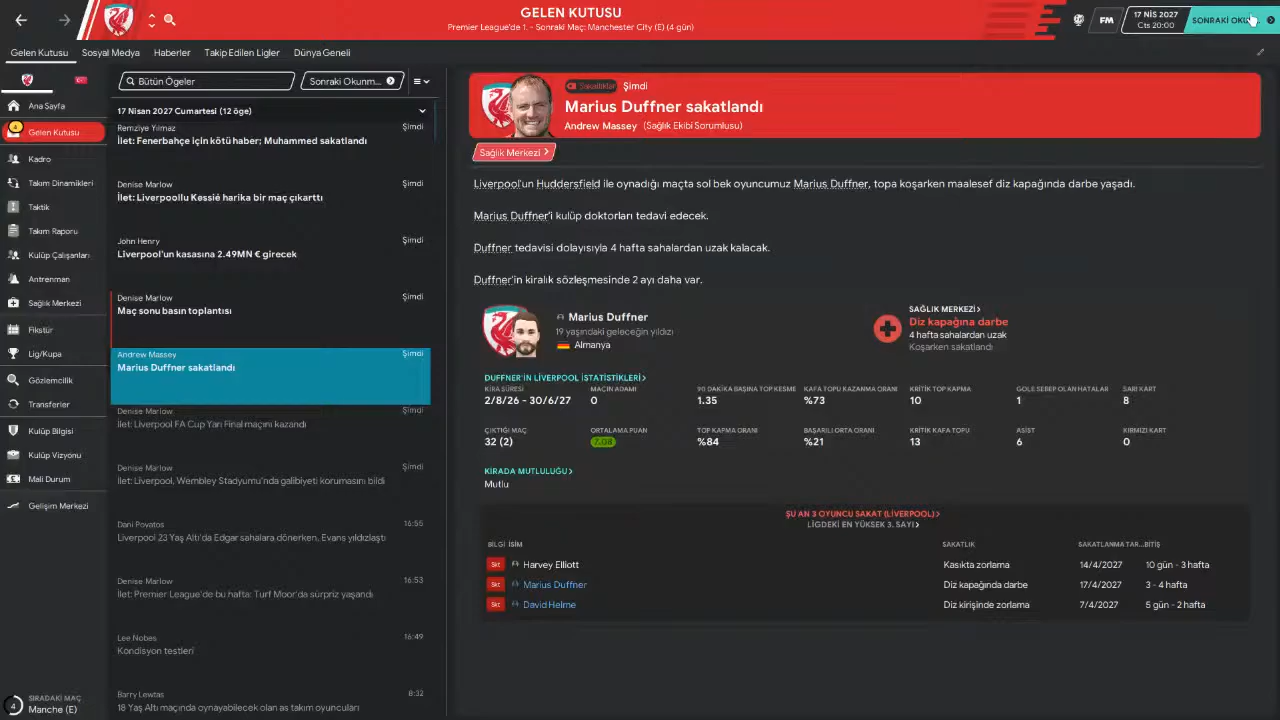 GELEN KUTUSU
Premier League'de 1. - Sonraki Maç: Manchester City (E) (4 gün)
FM
17 NİS 2027
Cts 20:00
SONRAKİ OKU
Gelen Kutusu
Sosyal Medya
Haberler
Takip Edilen Ligler
Dünya Geneli
Ana Sayfa
Gelen Kutusu
Kadro
Takım Dinamikleri
Taktik
Takım Raporu
Kulüp Çalışanları
Antrenman
Sağlık Merkezi
Fikstür
Lig/Kupa
Gözlemcilik
Transferler
Kulüp Bilgisi
Kulüp Vizyonu
Mali Durum
Gelişim Merkezi
4
SIRADAKİ MAÇ
Manche (E)
Bütün Ögeler
Sonraki Okunm...
17 Nisan 2027 Cumartesi (12 öge)
Remziye Yılmaz Şimdi
İlet: Fenerbahçe için kötü haber; Muhammed sakatlandı
Denise Marlow Şimdi
İlet: Liverpoollu Kessié harika bir maç çıkarttı
John Henry Şimdi
Liverpool'un kasasına 2.49MN € girecek
Denise Marlow Şimdi
Maç sonu basın toplantısı
Andrew Massey Şimdi
Marius Duffner sakatlandı
Denise Marlow Şimdi
İlet: Liverpool FA Cup Yarı Final maçını kazandı
Denise Marlow Şimdi
İlet: Liverpool, Wembley Stadyumu'nda galibiyeti korumasını bildi
Dani Povatos 16:55
Liverpool 23 Yaş Altı'da Edgar sahalara dönerken, Evans yıldızlaştı
Denise Marlow 16:53
İlet: Premier League'de bu hafta: Turf Moor'da sürpriz yaşandı
Lee Nobes 16:49
Kondisyon testleri
Barry Lewtas 8:32
18 Yaş Altı maçında oynayabilecek olan as takım oyuncuları
Sakatlıklar Şimdi
Marius Duffner sakatlandı
Andrew Massey (Sağlık Ekibi Sorumlusu)
Sağlık Merkezi
Liverpool'un Huddersfield ile oynadığı maçta sol bek oyuncumuz Marius Duffner, topa koşarken maalesef diz kapağında darbe yaşadı.
Marius Duffner'i kulüp doktorları tedavi edecek.
Duffner tedavisi dolayısıyla 4 hafta sahalardan uzak kalacak.
Duffner'in kiralık sözleşmesinde 2 ayı daha var.
Marius Duffner
19 yaşındaki geleceğin yıldızı
Almanya
SAĞLIK MERKEZİ
Diz kapağına darbe
4 hafta sahalardan uzak
Koşarken sakatlandı
DUFFNER'IN LİVERPOOL İSTATİSTİKLERİ
KİRA SÜRESİ MAÇIN ADAMI 90 DAKİKA BAŞINA TOP KESME KAFA TOPU KAZANMA ORANI KRİTİK TOP KAPMA GOLE SEBEP OLAN HATALAR SARI KART
2/8/26 - 30/6/27 0 1.35 %73 10 1 8
ÇIKTIĞI MAÇ ORTALAMA PUAN TOP KAPMA ORANI BAŞARILI ORTA ORANI KRİTİK KAFA TOPU ASİST KIRMIZI KART
32 (2) 7.08 %84 %21 13 6 0
KİRADA MUTLULUĞU
Mutlu
ŞU AN 3 OYUNCU SAKAT (LİVERPOOL)
LİGDEKİ EN YÜKSEK 3. SAYI
BİLGİ İSİM SAKATLIK SAKATLANMA TAR... BİTİŞ
Skt Harvey Elliott Kasıkta zorlama 14/4/2027 10 gün - 3 hafta
Skt Marius Duffner Diz kapağında darbe 17/4/2027 3 - 4 hafta
Skt David Helme Diz kirişinde zorlama 7/4/2027 5 gün - 2 hafta